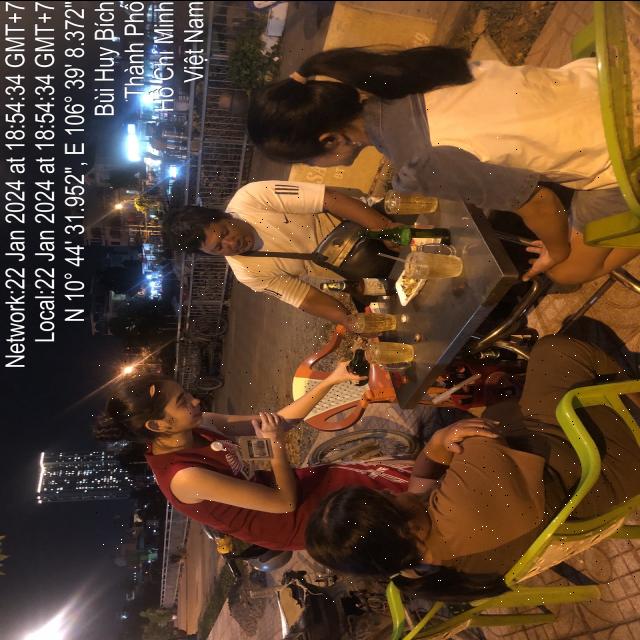 Network:22 Jan 2024 at 18:54:34 GMT+7
Local:22 Jan 2024 at 18:54:34 GMT+7
N 10° 44' 31.952", E 106° 39' 8.372"
Bùi Huy Bích
Thành Phố
Hồ Chí Minh
Việt Nam